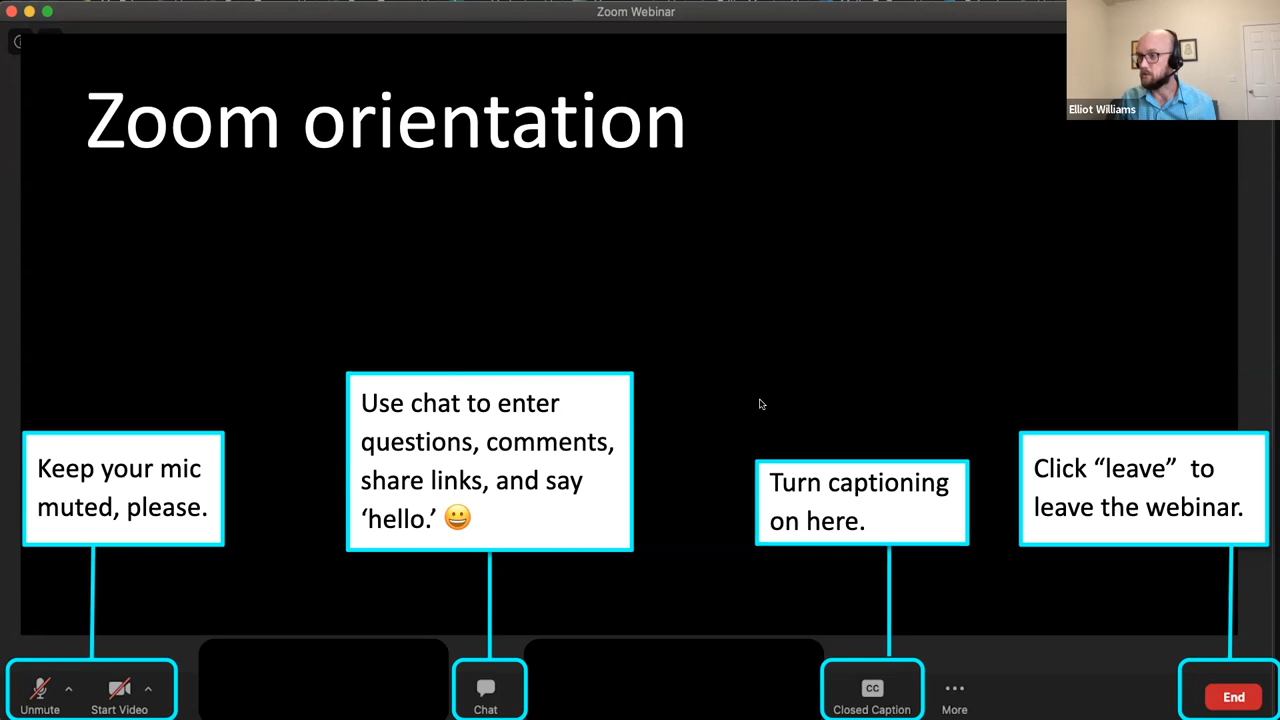 Zoom Webinar
Elliot Williams
Zoom orientation
Use chat to enter
questions, comments,
share links, and say
‘hello.’ 😀
Keep your mic
muted, please.
Turn captioning
on here.
Click “leave” to
leave the webinar.
Unmute
Start Video
Chat
CC
Closed Caption
More
End